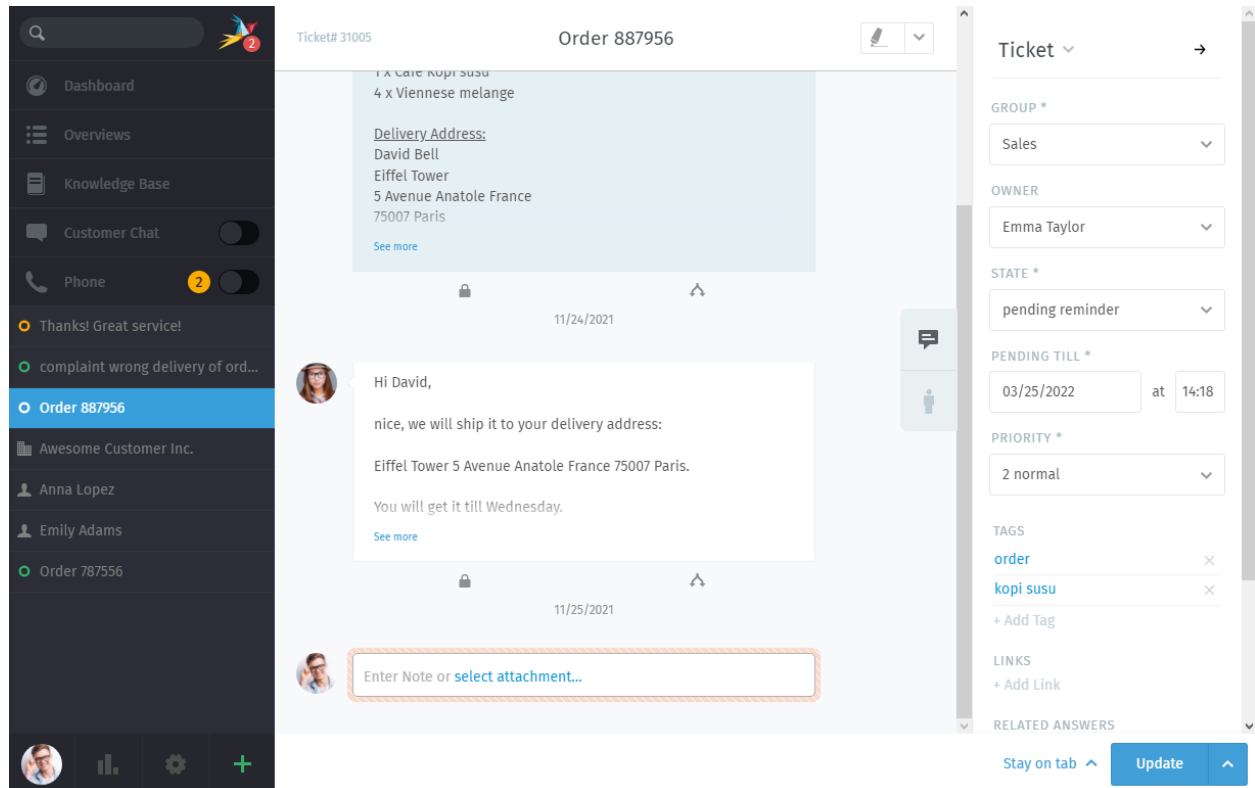 2
Dashboard
Overviews
Knowledge Base
Customer Chat
Phone 2
Thanks! Great service!
complaint wrong delivery of ord...
Order 887956
Awesome Customer Inc.
Anna Lopez
Emily Adams
Order 787556
Ticket# 31005
Order 887956
1 x Cafe Kopi susu
4 x Viennese melange
Delivery Address:
David Bell
Eiffel Tower
5 Avenue Anatole France
75007 Paris
See more
11/24/2021
Hi David,
nice, we will ship it to your delivery address:
Eiffel Tower 5 Avenue Anatole France 75007 Paris.
You will get it till Wednesday.
See more
11/25/2021
Enter Note or select attachment...
Ticket
GROUP *
Sales
OWNER
Emma Taylor
STATE *
pending reminder
PENDING TILL *
03/25/2022 at 14:18
PRIORITY *
2 normal
TAGS
order
kopi susu
+ Add Tag
LINKS
+ Add Link
RELATED ANSWERS
Stay on tab
Update